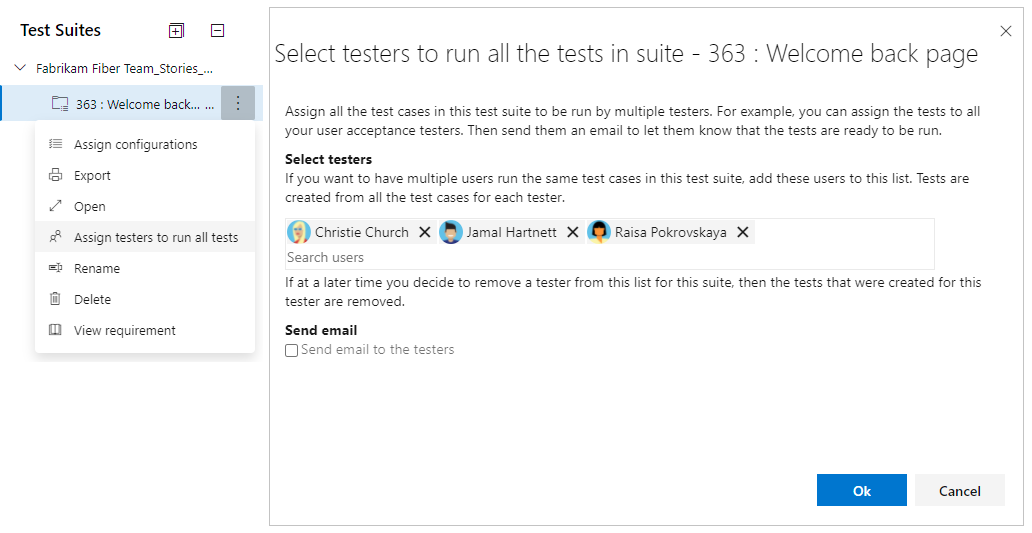 Test Suites
Fabrikam Fiber Team_Stories_...
363 : Welcome back... ...
Assign configurations
Export
Open
Assign testers to run all tests
Rename
Delete
View requirement
Select testers to run all the tests in suite - 363 : Welcome back page
Assign all the test cases in this test suite to be run by multiple testers. For example, you can assign the tests to all
your user acceptance testers. Then send them an email to let them know that the tests are ready to be run.
Select testers
If you want to have multiple users run the same test cases in this test suite, add these users to this list. Tests are
created from all the test cases for each tester.
Christie Church Jamal Hartnett Raisa Pokrovskaya
Search users
If at a later time you decide to remove a tester from this list for this suite, then the tests that were created for this
tester are removed.
Send email
Send email to the testers
Ok Cancel